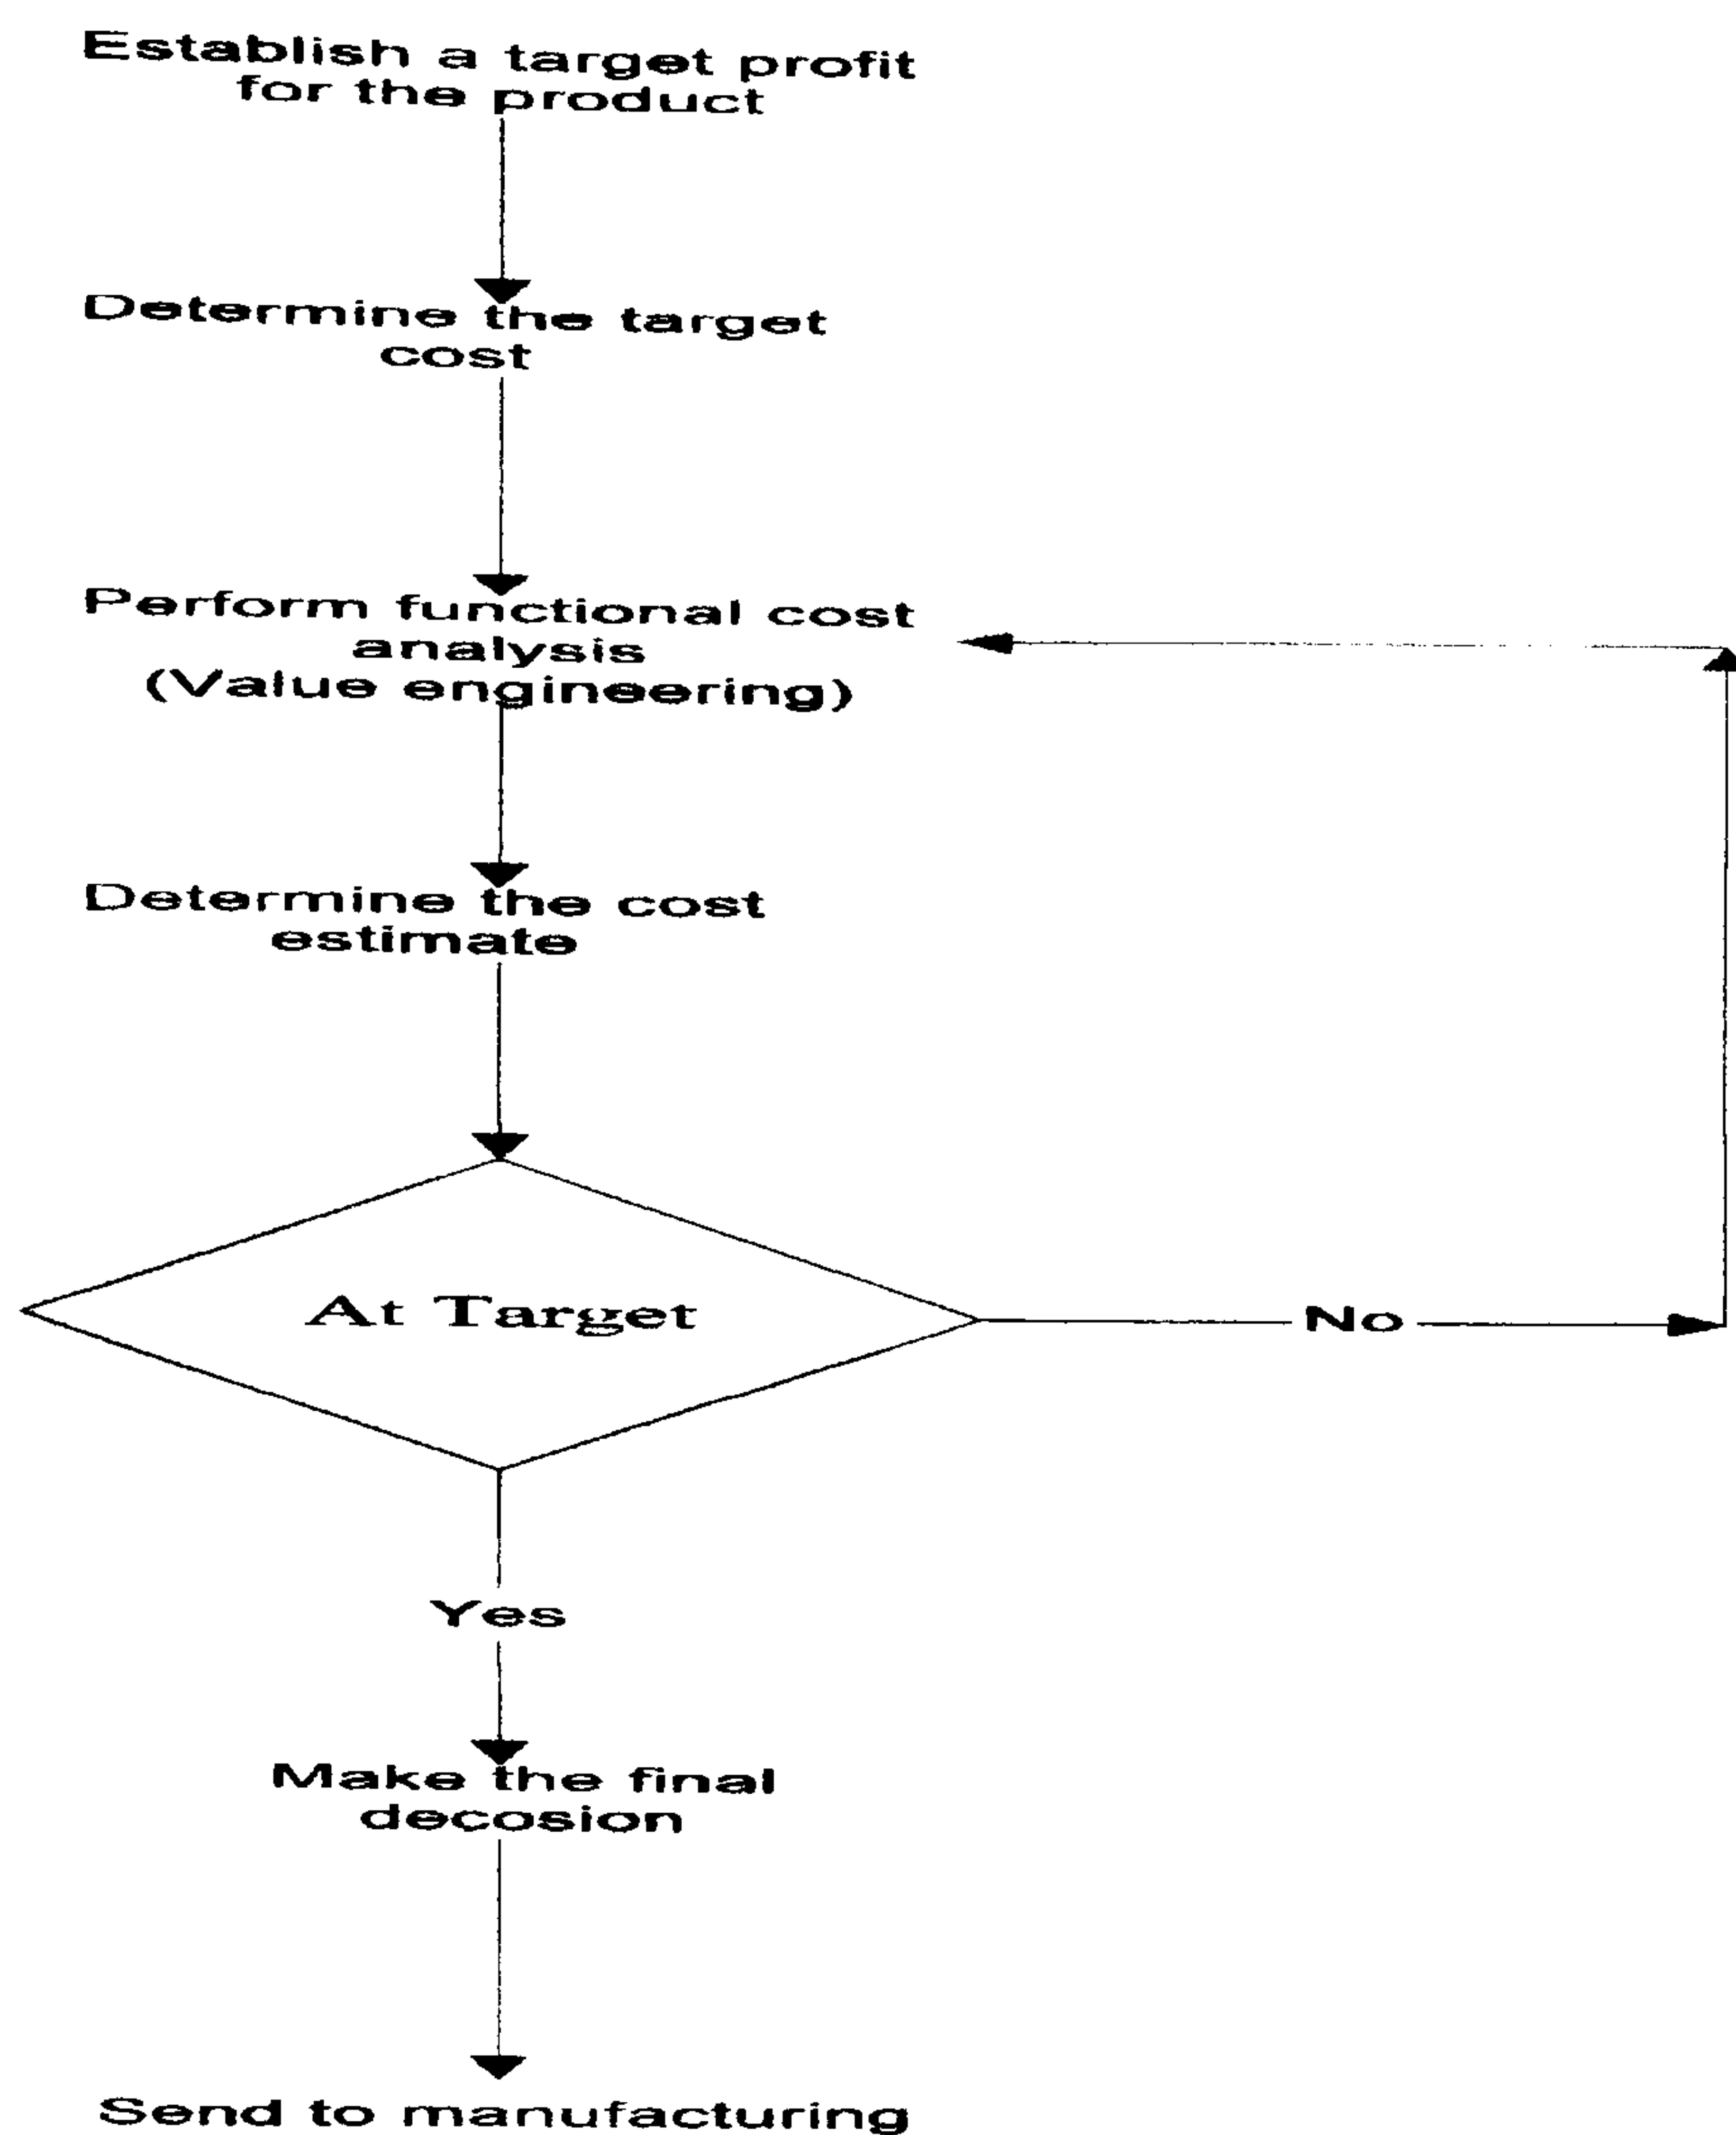 Establish a target profit
for the product
Determine the target
cost
Perform functional cost
analysis
(Value engineering)
Determine the cost
estimate
At Target
No
Yes
Make the final
decosion
Send to manufacturing